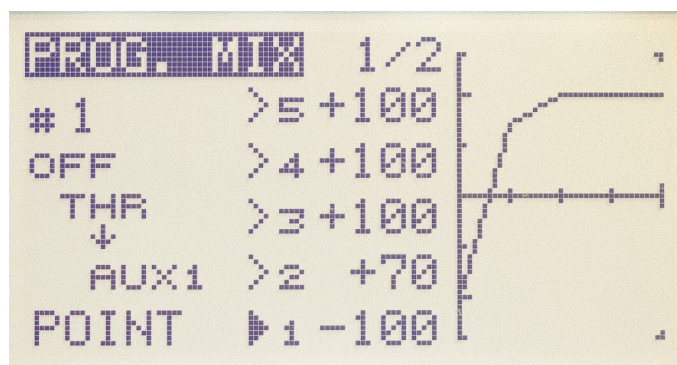 PROG. MIX 1/2
#1 >5 +100
OFF >4 +100
THR >3 +100
↓
AUX1 >2 +70
POINT ▶1 -100